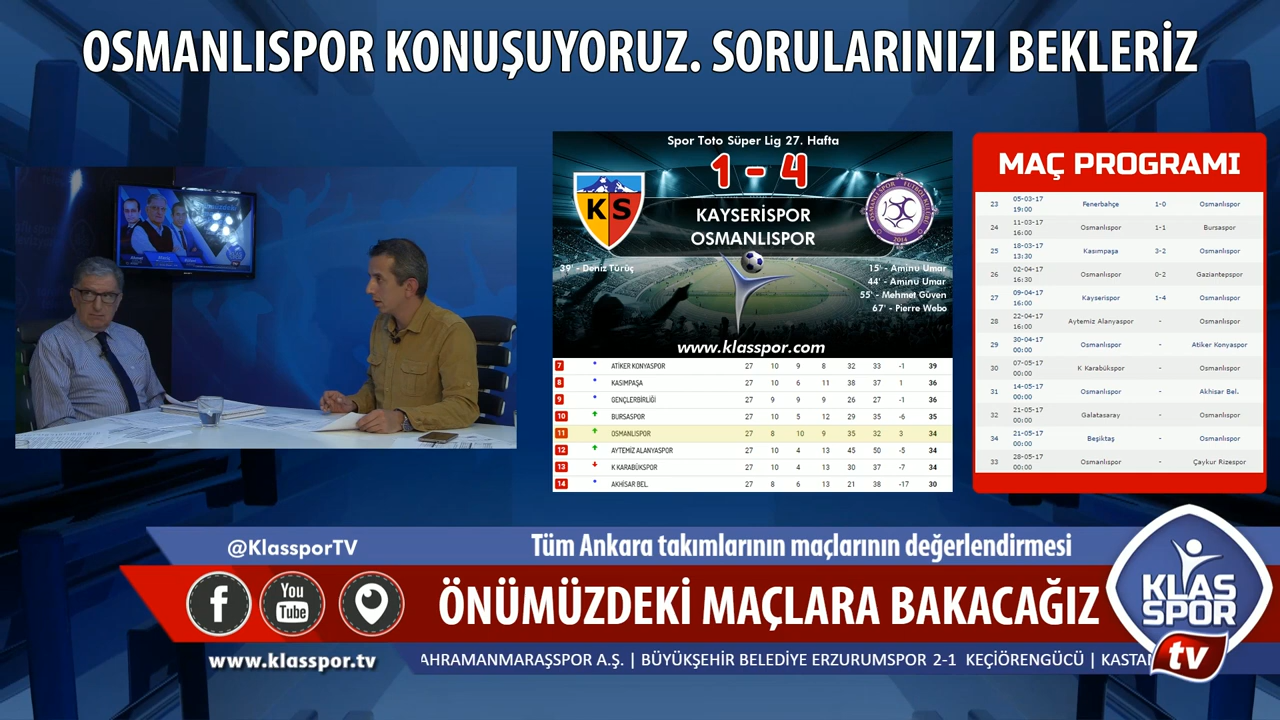 OSMANLISPOR KONUŞUYORUZ. SORULARINIZI BEKLERİZ
Spor Toto Süper Lig 27. Hafta
1 - 4
KS
KAYSERİSPOR
OSMANLISPOR
39' - Deniz Türüç
15' - Aminu Umar
44' - Aminu Umar
55' - Mehmet Güven
67' - Pierre Webo
www.klasspor.com
7 ATİKER KONYASPOR 27 10 9 8 32 33 -1 39
8 KASIMPAŞA 27 10 6 11 38 37 1 36
9 GENÇLERBİRLİĞİ 27 9 9 9 26 27 -1 36
10 BURSASPOR 27 10 5 12 29 35 -6 35
11 OSMANLISPOR 27 8 10 9 35 32 3 34
12 AYTEMİZ ALANYASPOR 27 10 4 13 45 50 -5 34
13 K KARABÜKSPOR 27 10 4 13 30 37 -7 34
14 AKHİSAR BEL. 27 8 6 13 21 38 -17 30
MAÇ PROGRAMI
23 05-03-17 19:00 Fenerbahçe 1-0 Osmanlıspor
24 11-03-17 16:00 Osmanlıspor 1-1 Bursaspor
25 18-03-17 13:30 Kasımpaşa 3-2 Osmanlıspor
26 02-04-17 16:30 Osmanlıspor 0-2 Gaziantepspor
27 09-04-17 16:00 Kayserispor 1-4 Osmanlıspor
28 22-04-17 16:00 Aytemiz Alanyaspor - Osmanlıspor
29 30-04-17 00:00 Osmanlıspor - Atiker Konyaspor
30 07-05-17 00:00 K Karabükspor - Osmanlıspor
31 14-05-17 00:00 Osmanlıspor - Akhisar Bel.
32 21-05-17 00:00 Galatasaray - Osmanlıspor
34 21-05-17 00:00 Beşiktaş - Osmanlıspor
33 28-05-17 00:00 Osmanlıspor - Çaykur Rizespor
@KlassporTV
Tüm Ankara takımlarının maçlarının değerlendirmesi
You Tube
ÖNÜMÜZDEKİ MAÇLARA BAKACAĞIZ
KLAS
SPOR
tv
www.klasspor.tv
AHRAMANMARAŞSPOR A.Ş. | BÜYÜKŞEHİR BELEDİYE ERZURUMSPOR 2-1 KEÇİÖRENGÜCÜ | KASTAM